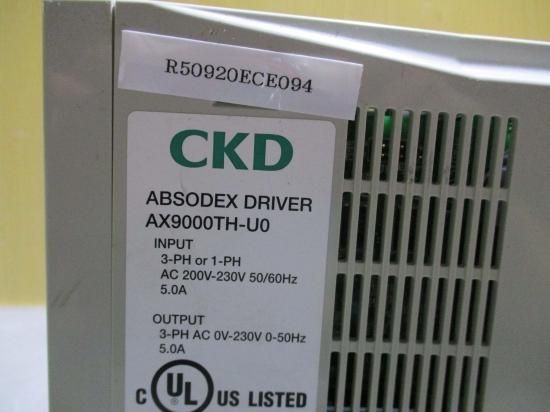 R50920ECE094
CKD
ABSODEX DRIVER
AX9000TH-U0
INPUT
3-PH or 1-PH
AC 200V-230V 50/60Hz
5.0A
OUTPUT
3-PH AC 0V-230V 0-50Hz
5.0A
C UL US LISTED